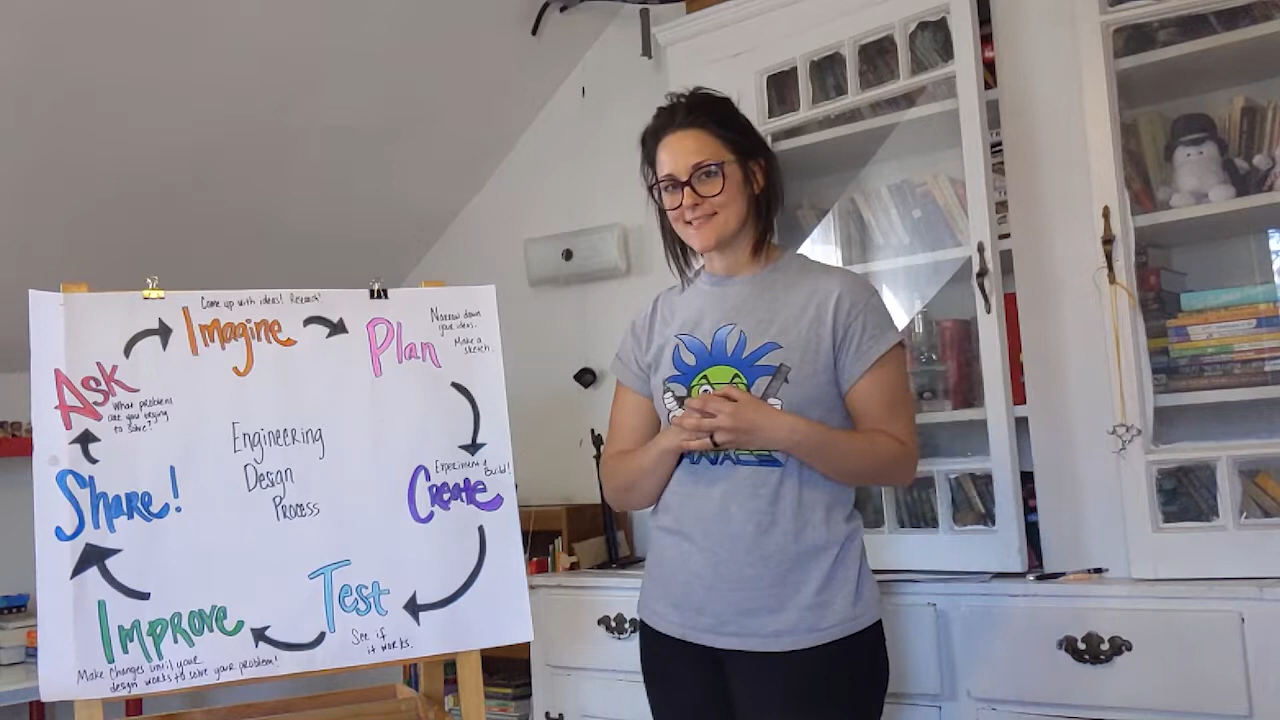 Come up with ideas! Research!
Imagine
Plan
Narrow down
your ideas.
Make a
sketch.
Experiment &
Build!
Create
Test
See if
it works.
Improve
Make changes until your
design works to solve your problem!
Share!
Ask
What problem
are you trying
to solve?
Engineering
Design
Process